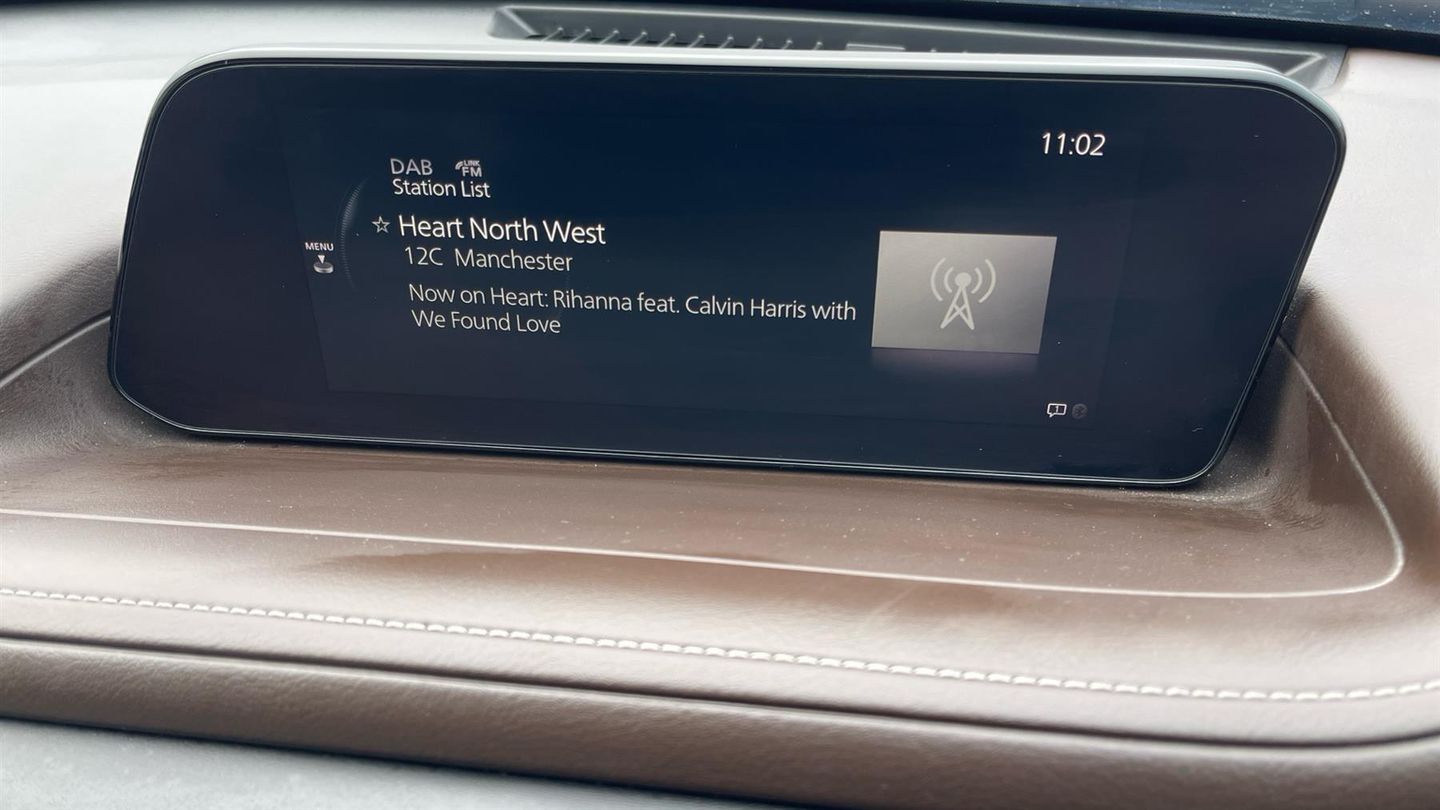 11:02
DAB LINK FM
Station List
☆ Heart North West
MENU
12C Manchester
Now on Heart: Rihanna feat. Calvin Harris with
We Found Love